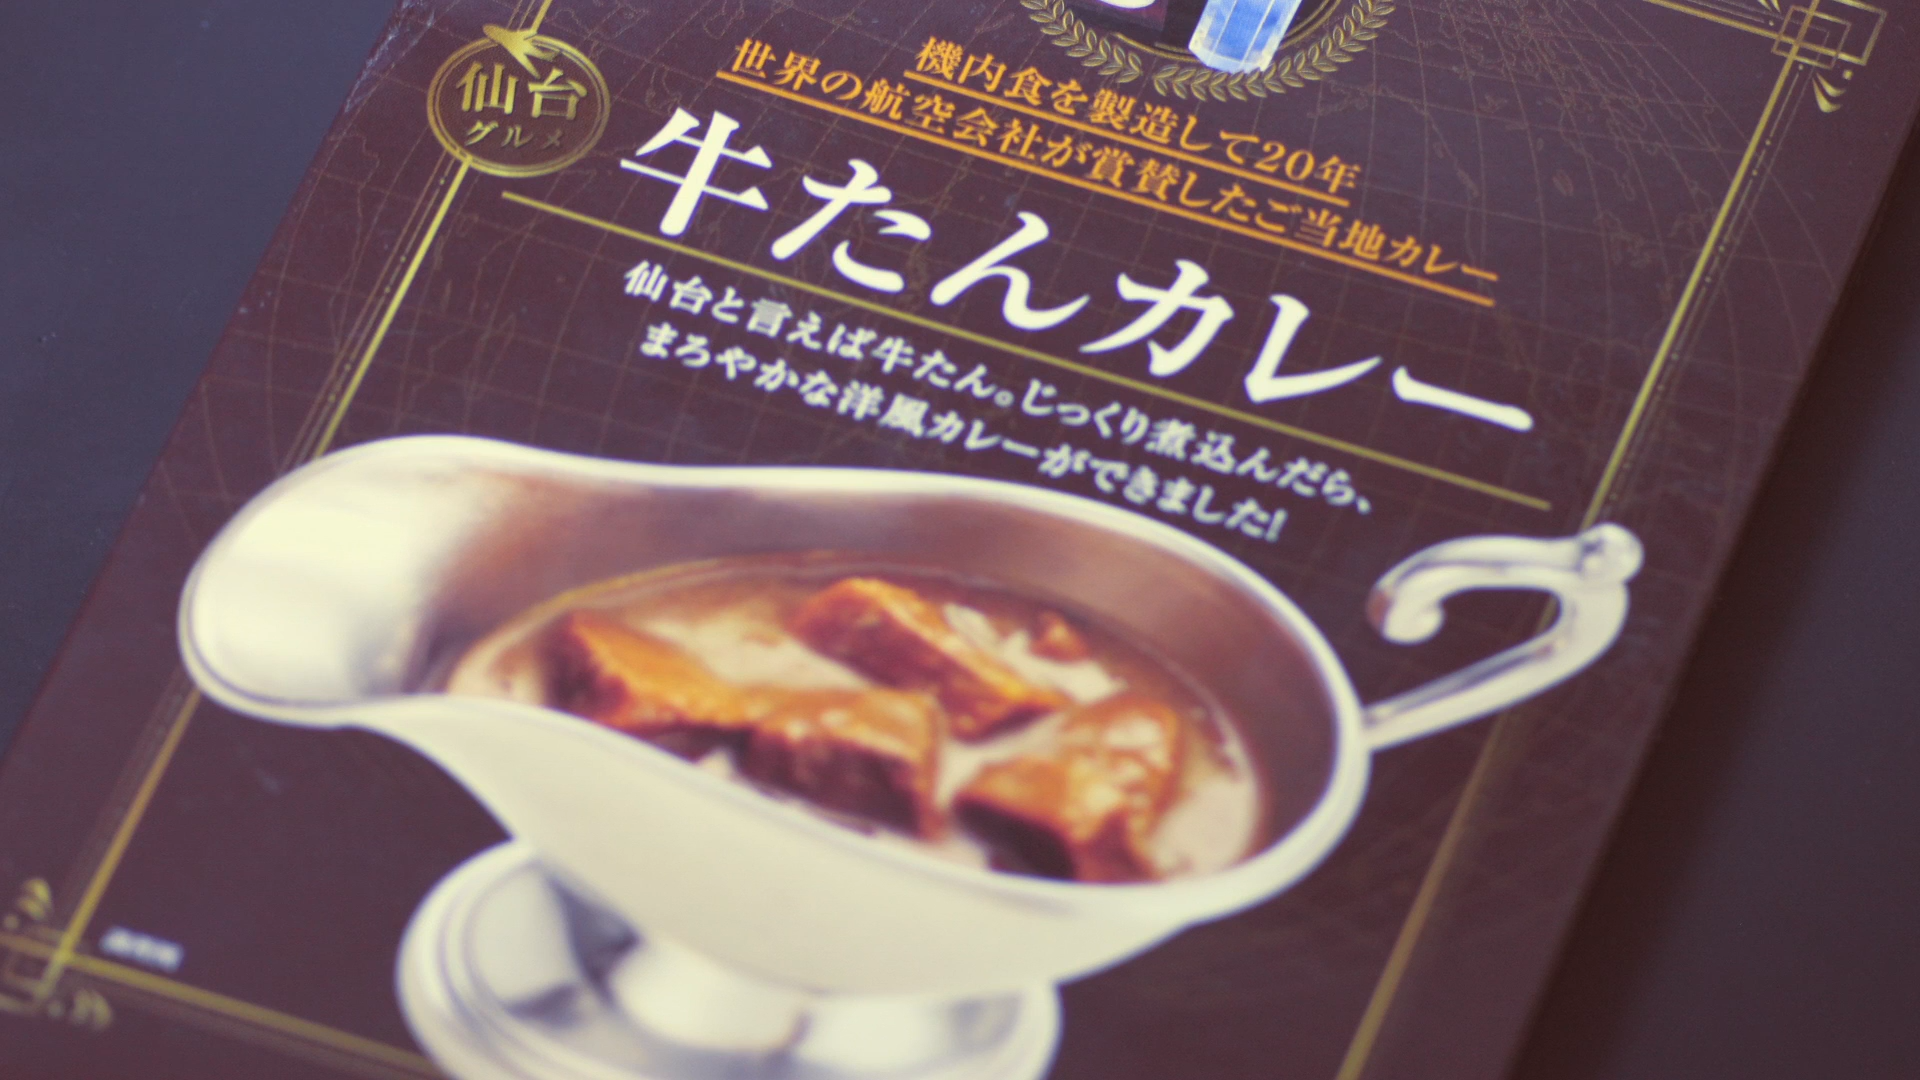 仙台
グルメ
機内食を製造して20年
世界の航空会社が賞賛したご当地カレー
牛たんカレー
仙台と言えば牛たん。じっくり煮込んだら、
まろやかな洋風カレーができました!